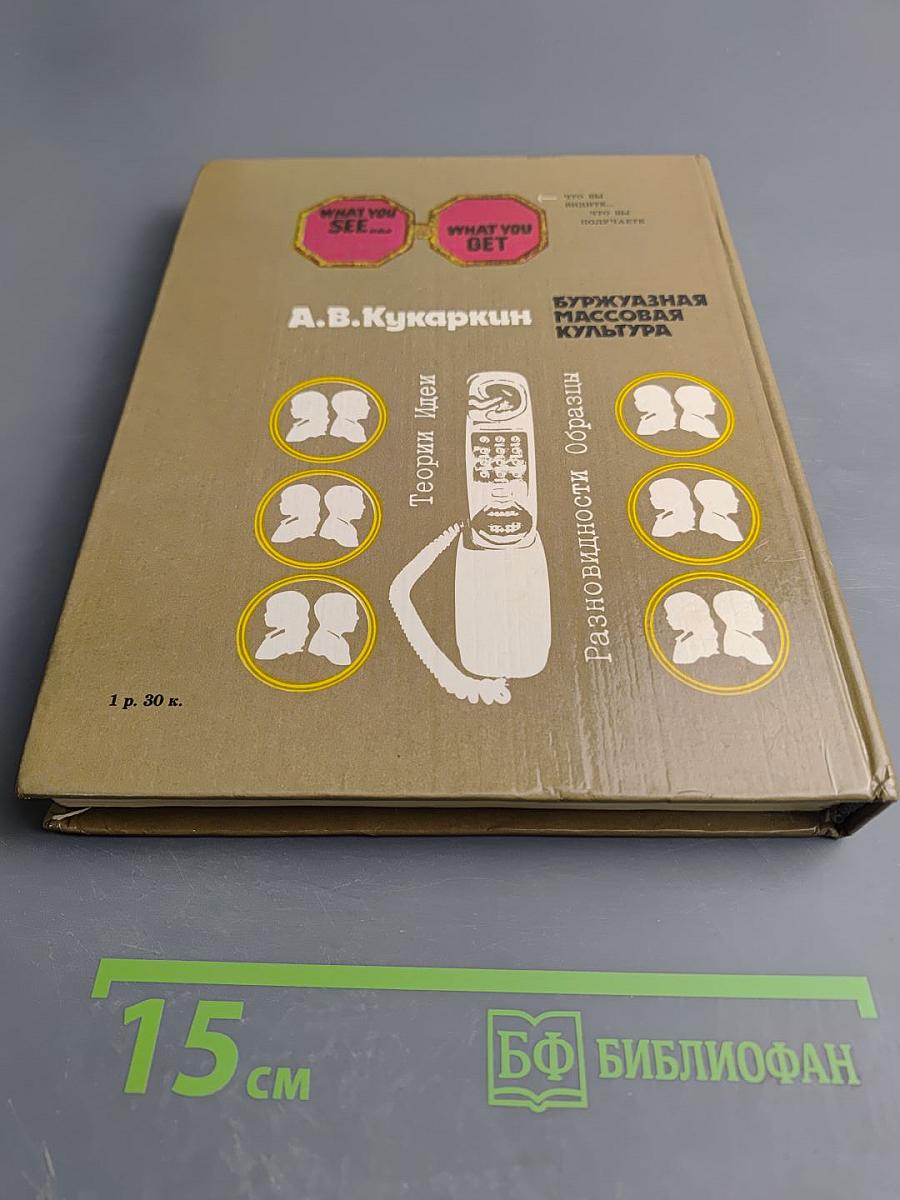 WHAT YOU
SEE...
WHAT YOU
GET
ЧТО ВЫ
ВИДИТЕ...
ЧТО ВЫ
ПОЛУЧАЕТЕ
А.В.Кукаркин
БУРЖУАЗНАЯ
МАССОВАЯ
КУЛЬТУРА
Теории Идеи
Разновидности Образцы
1 р. 30 к.
15 см
БФ БИБЛИОФАН